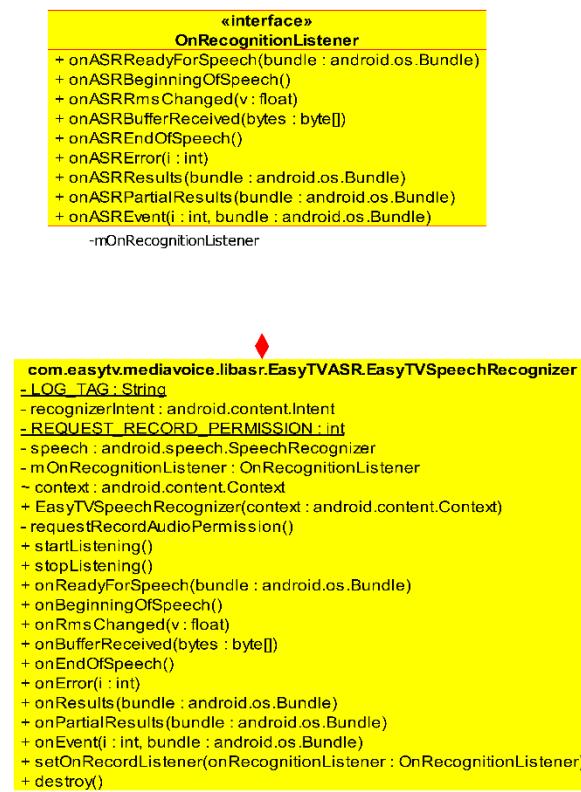 «interface»
OnRecognitionListener
+ onASRReadyForSpeech(bundle : android.os.Bundle)
+ onASRBeginningOfSpeech()
+ onASRRmsChanged(v : float)
+ onASRBufferReceived(bytes : byte[])
+ onASREndOfSpeech()
+ onASRError(i : int)
+ onASRResults(bundle : android.os.Bundle)
+ onASRPartialResults(bundle : android.os.Bundle)
+ onASREvent(i : int, bundle : android.os.Bundle)
-mOnRecognitionListener
com.easytv.mediavoice.libasr.EasyTVASR.EasyTVSpeechRecognizer
- LOG_TAG : String
- recognizerIntent : android.content.Intent
- REQUEST_RECORD_PERMISSION : int
- speech : android.speech.SpeechRecognizer
- mOnRecognitionListener : OnRecognitionListener
~ context : android.content.Context
+ EasyTVSpeechRecognizer(context : android.content.Context)
- requestRecordAudioPermission()
+ startListening()
+ stopListening()
+ onReadyForSpeech(bundle : android.os.Bundle)
+ onBeginningOfSpeech()
+ onRmsChanged(v : float)
+ onBufferReceived(bytes : byte[])
+ onEndOfSpeech()
+ onError(i : int)
+ onResults(bundle : android.os.Bundle)
+ onPartialResults(bundle : android.os.Bundle)
+ onEvent(i : int, bundle : android.os.Bundle)
+ setOnRecordListener(onRecognitionListener : OnRecognitionListener)
+ destroy()